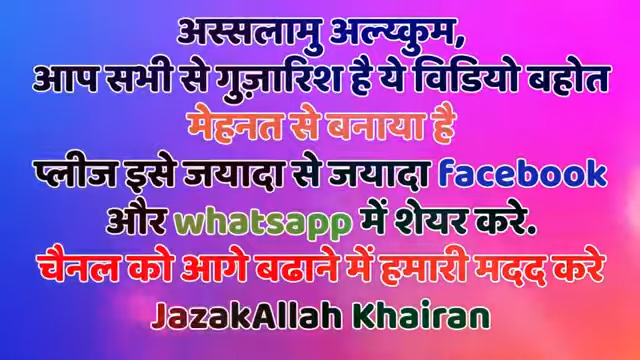 अस्सलामु अल्य्कुम,
आप सभी से गुज़ारिश है ये विडियो बहोत
मेहनत से बनाया है
प्लीज इसे जयादा से जयादा facebook
और whatsapp में शेयर करे.
चैनल को आगे बढाने में हमारी मदद करे
JazakAllah Khairan